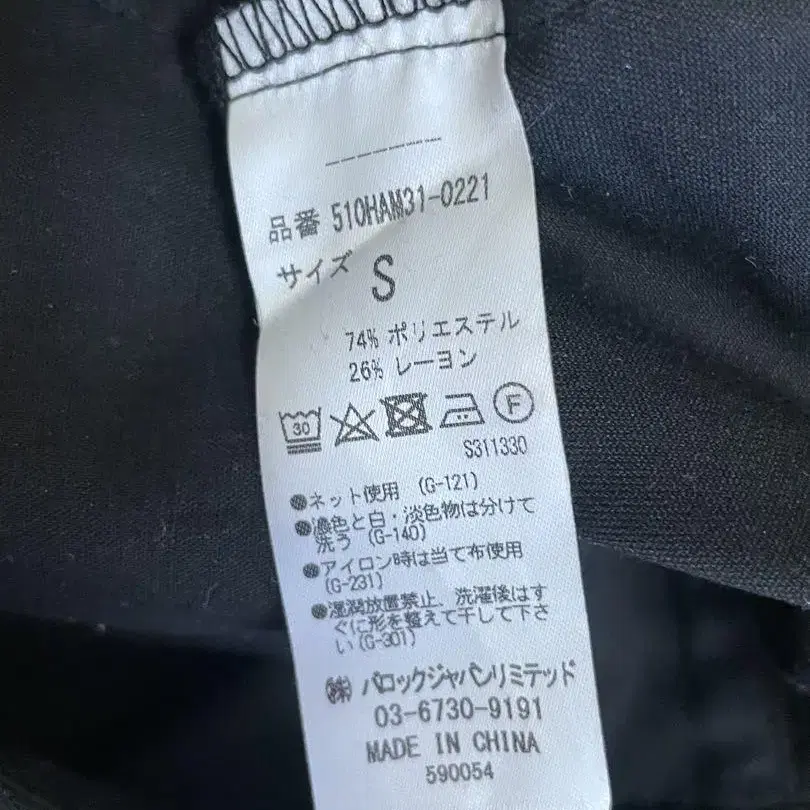 品番 510HAM31-0221
サイズ S
74% ポリエステル
26% レーヨン
30 F
S311330
●ネット使用 (G-121)
●濃色と白・淡色物は分けて
洗う (G-140)
●アイロン時は当て布使用
(G-231)
●湿潤放置禁止、洗濯後はす
ぐに形を整えて干して下さ
い (G-301)
㈱ バロックジャパンリミテッド
03-6730-9191
MADE IN CHINA
590054